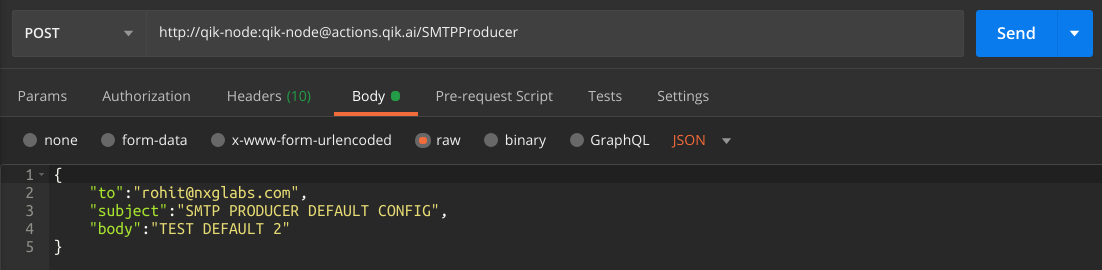 POST http://qik-node:qik-node@actions.qik.ai/SMTPProducer Send
Params Authorization Headers (10) Body Pre-request Script Tests Settings
none form-data x-www-form-urlencoded raw binary GraphQL JSON
1 {
2 "to":"rohit@nxglabs.com",
3 "subject":"SMTP PRODUCER DEFAULT CONFIG",
4 "body":"TEST DEFAULT 2"
5 }